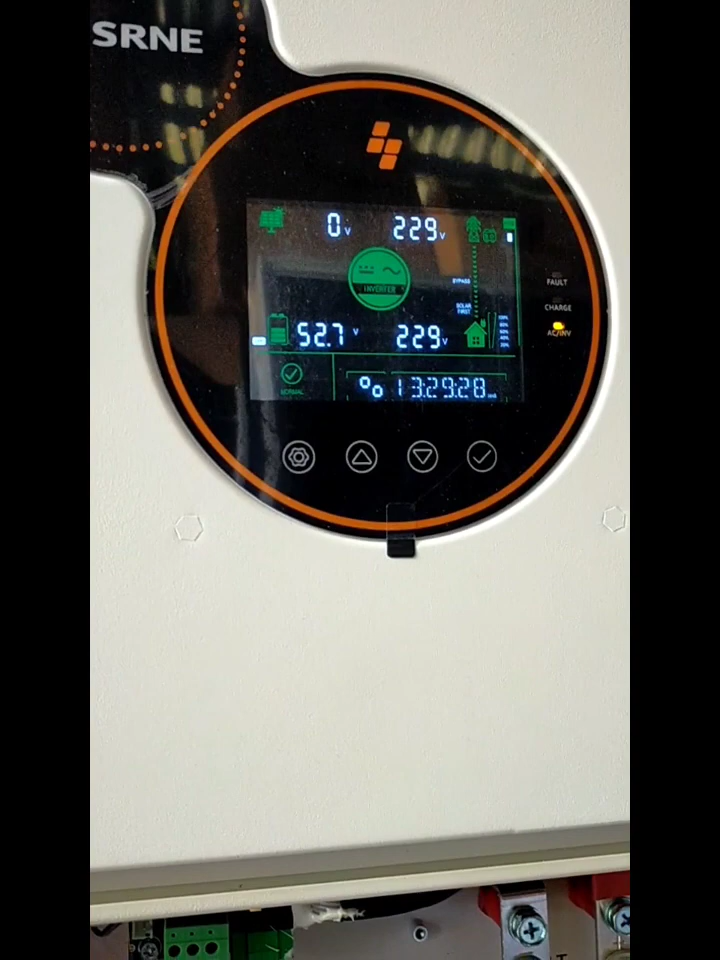 SRNE
0 V 229 V
INVERTER
BYPASS
SOLAR
FIRST
FAULT
CHARGE
AC/INV
52.7 V 229 V
NORMAL
13:29:28